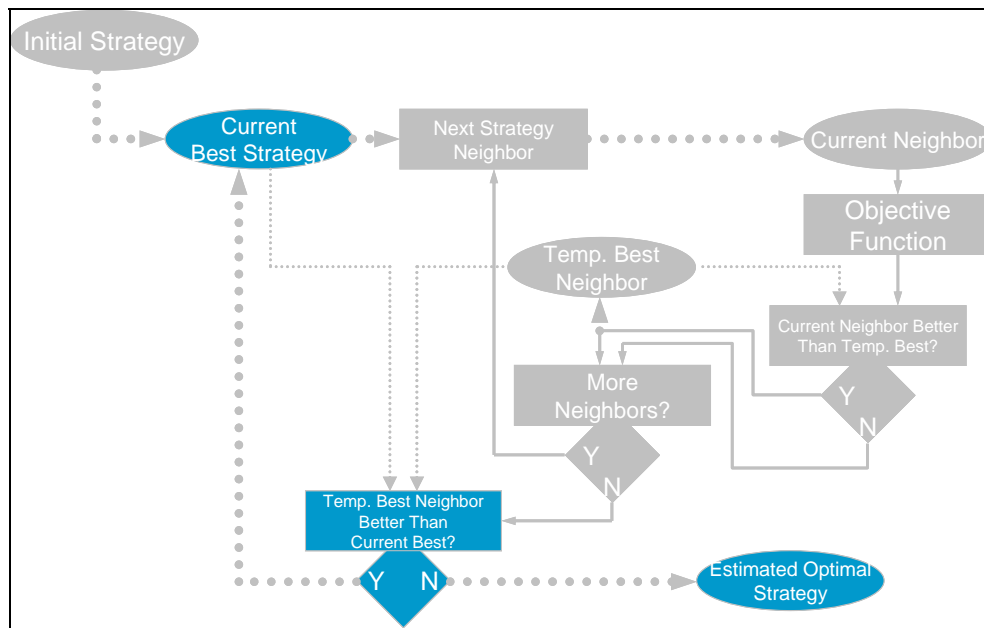 Initial Strategy
Current
Best Strategy
Next Strategy
Neighbor
Current Neighbor
Objective
Function
Temp. Best
Neighbor
Current Neighbor Better
Than Temp. Best?
Y
N
More
Neighbors?
Y
N
Temp. Best Neighbor
Better Than
Current Best?
Y
N
Estimated Optimal
Strategy